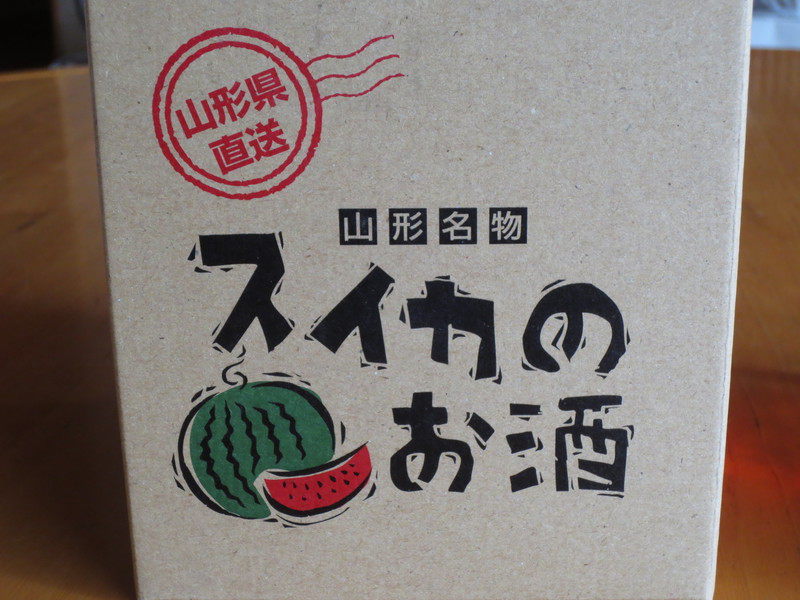 山形県
直送
山形名物
スイカの
お酒